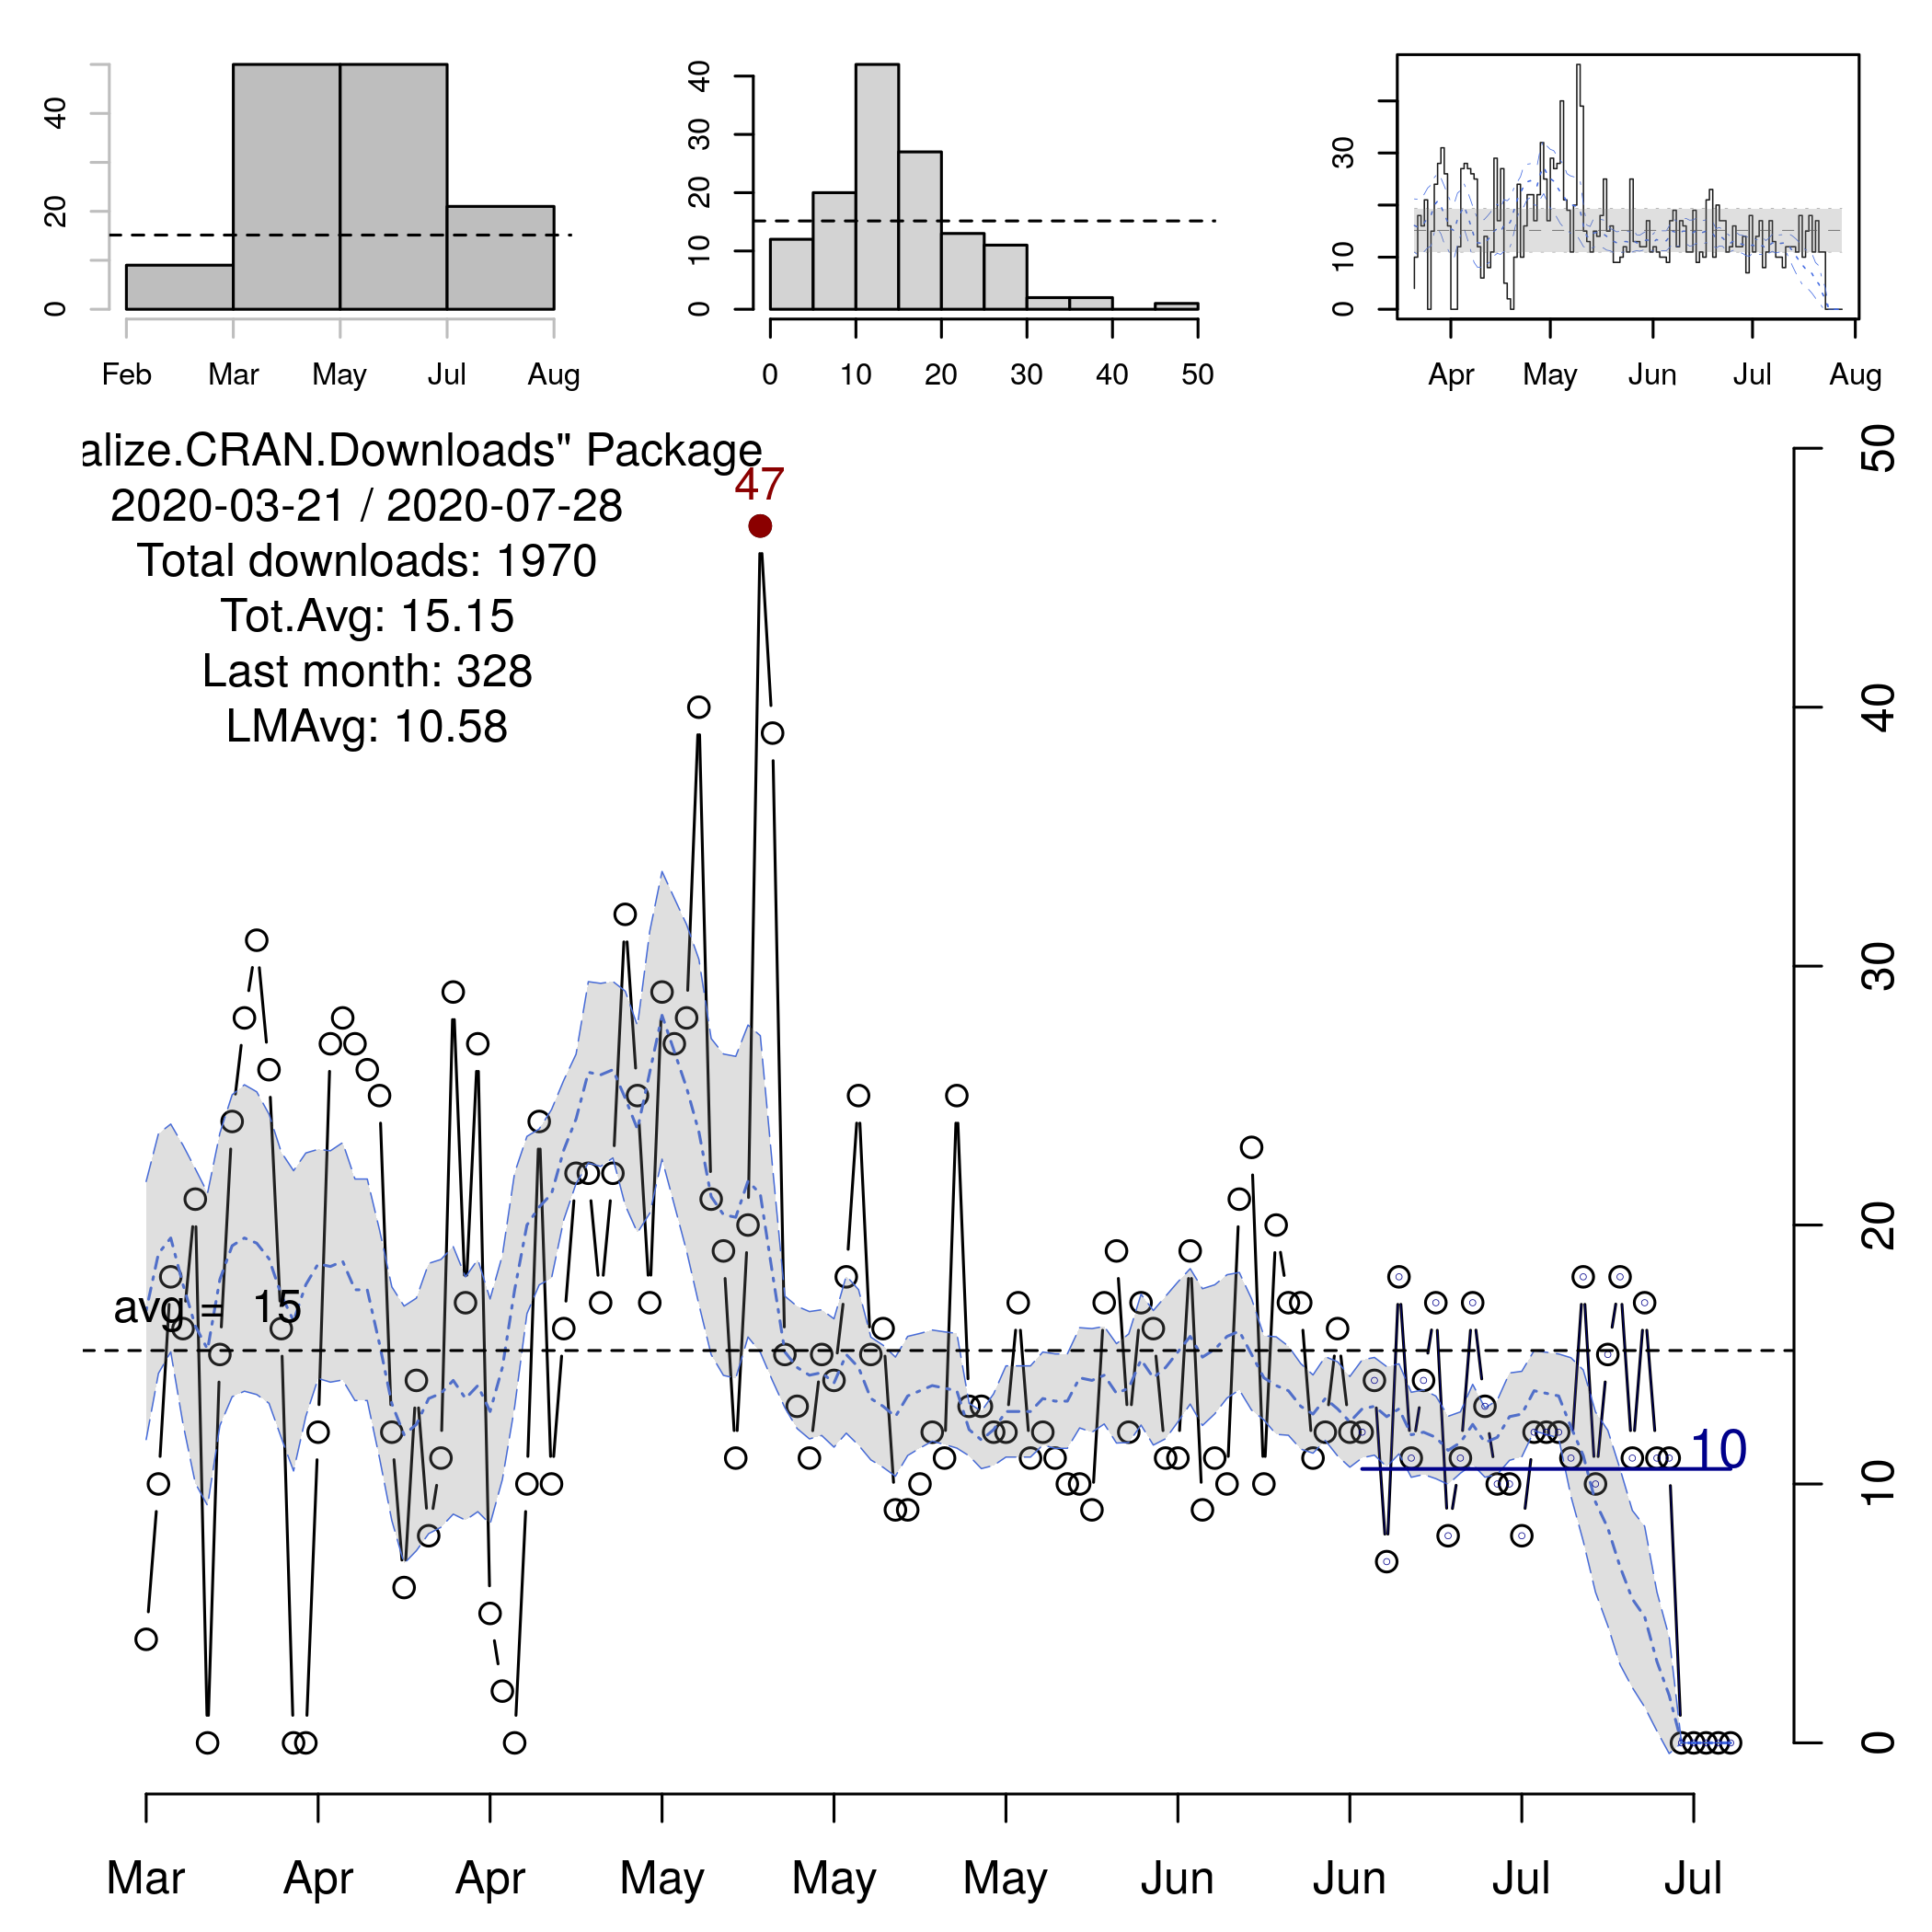 40
20
0
Feb Mar May Jul Aug
40
30
20
10
0
0 10 20 30 40 50
30
10
0
Apr May Jun Jul Aug
alize.CRAN.Downloads" Package
2020-03-21 / 2020-07-28
Total downloads: 1970
Tot.Avg: 15.15
Last month: 328
LMAvg: 10.58
47
avg = 15
10
50
40
30
20
10
0
Mar Apr Apr May May May Jun Jun Jul Jul